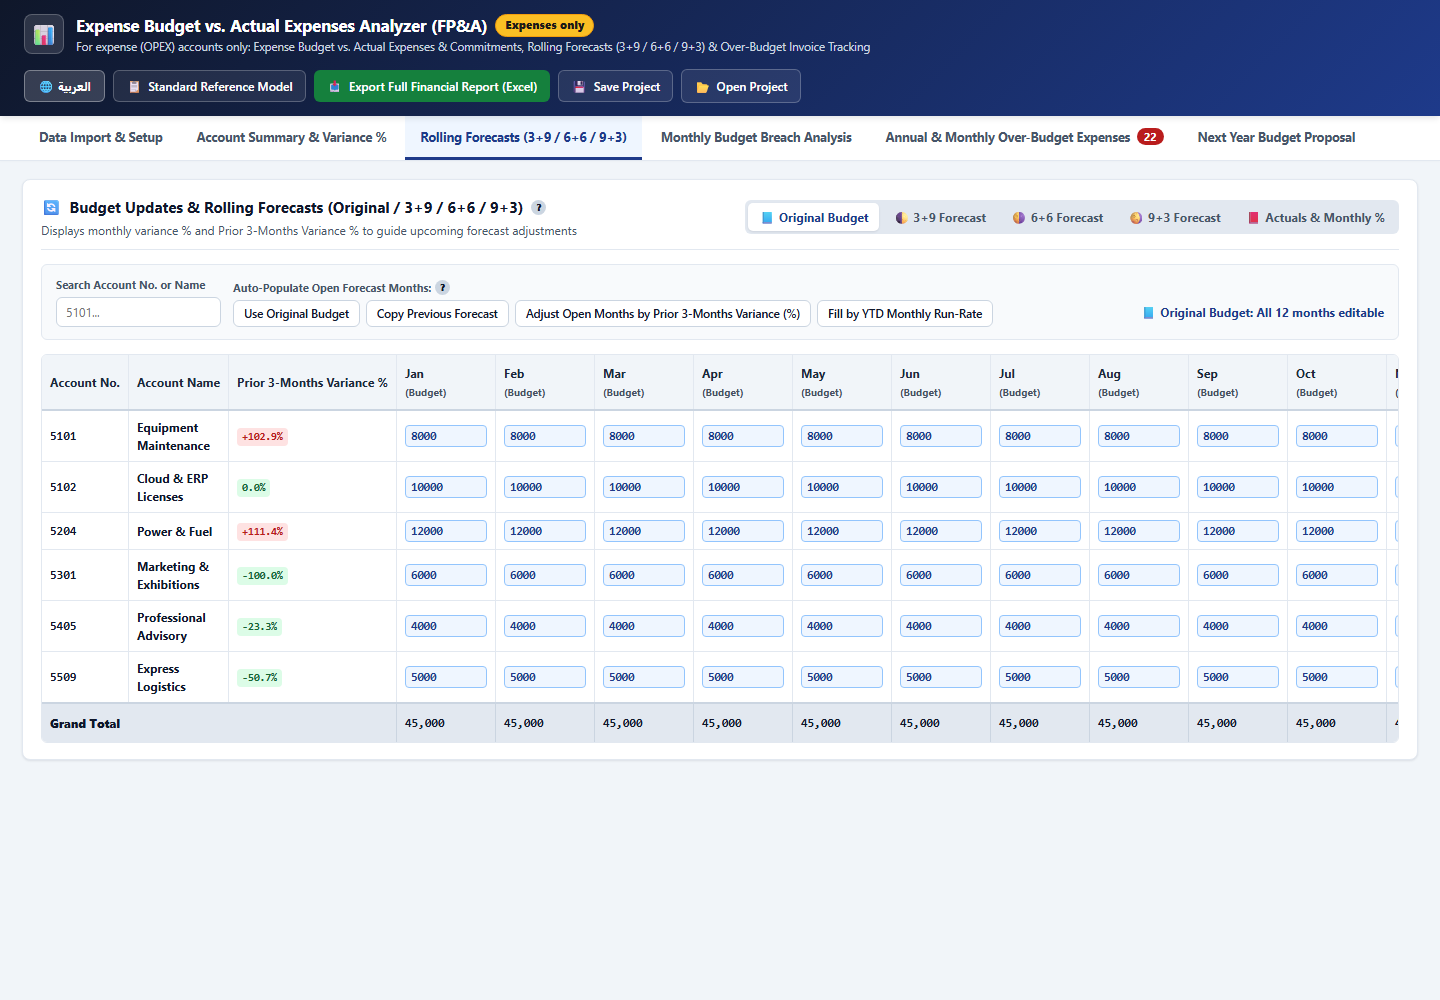 Expense Budget vs. Actual Expenses Analyzer (FP&A) Expenses only
For expense (OPEX) accounts only: Expense Budget vs. Actual Expenses & Commitments, Rolling Forecasts (3+9 / 6+6 / 9+3) & Over-Budget Invoice Tracking
العربية Standard Reference Model Export Full Financial Report (Excel) Save Project Open Project
Data Import & Setup Account Summary & Variance % Rolling Forecasts (3+9 / 6+6 / 9+3) Monthly Budget Breach Analysis Annual & Monthly Over-Budget Expenses 22 Next Year Budget Proposal
Budget Updates & Rolling Forecasts (Original / 3+9 / 6+6 / 9+3) ?
Displays monthly variance % and Prior 3-Months Variance % to guide upcoming forecast adjustments
Original Budget 3+9 Forecast 6+6 Forecast 9+3 Forecast Actuals & Monthly %
Search Account No. or Name
5101...
Auto-Populate Open Forecast Months: ?
Use Original Budget Copy Previous Forecast Adjust Open Months by Prior 3-Months Variance (%) Fill by YTD Monthly Run-Rate
Original Budget: All 12 months editable
Account No. Account Name Prior 3-Months Variance % Jan Feb Mar Apr May Jun Jul Aug Sep Oct
(Budget) (Budget) (Budget) (Budget) (Budget) (Budget) (Budget) (Budget) (Budget) (Budget)
5101 Equipment Maintenance +102.9% 8000 8000 8000 8000 8000 8000 8000 8000 8000 8000
5102 Cloud & ERP Licenses 0.0% 10000 10000 10000 10000 10000 10000 10000 10000 10000 10000
5204 Power & Fuel +111.4% 12000 12000 12000 12000 12000 12000 12000 12000 12000 12000
5301 Marketing & Exhibitions -100.0% 6000 6000 6000 6000 6000 6000 6000 6000 6000 6000
5405 Professional Advisory -23.3% 4000 4000 4000 4000 4000 4000 4000 4000 4000 4000
5509 Express Logistics -50.7% 5000 5000 5000 5000 5000 5000 5000 5000 5000 5000
Grand Total 45,000 45,000 45,000 45,000 45,000 45,000 45,000 45,000 45,000 45,000